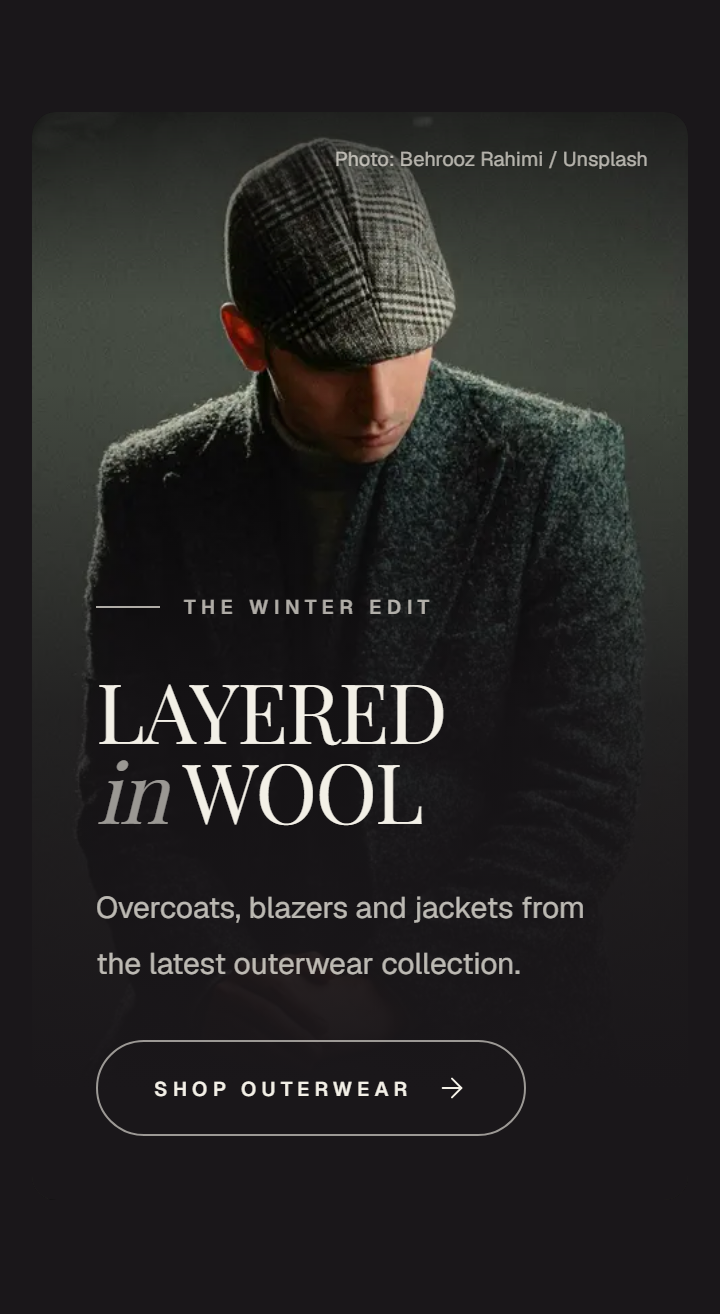 Photo: Behrooz Rahimi / Unsplash
THE WINTER EDIT
LAYERED
in WOOL
Overcoats, blazers and jackets from
the latest outerwear collection.
SHOP OUTERWEAR